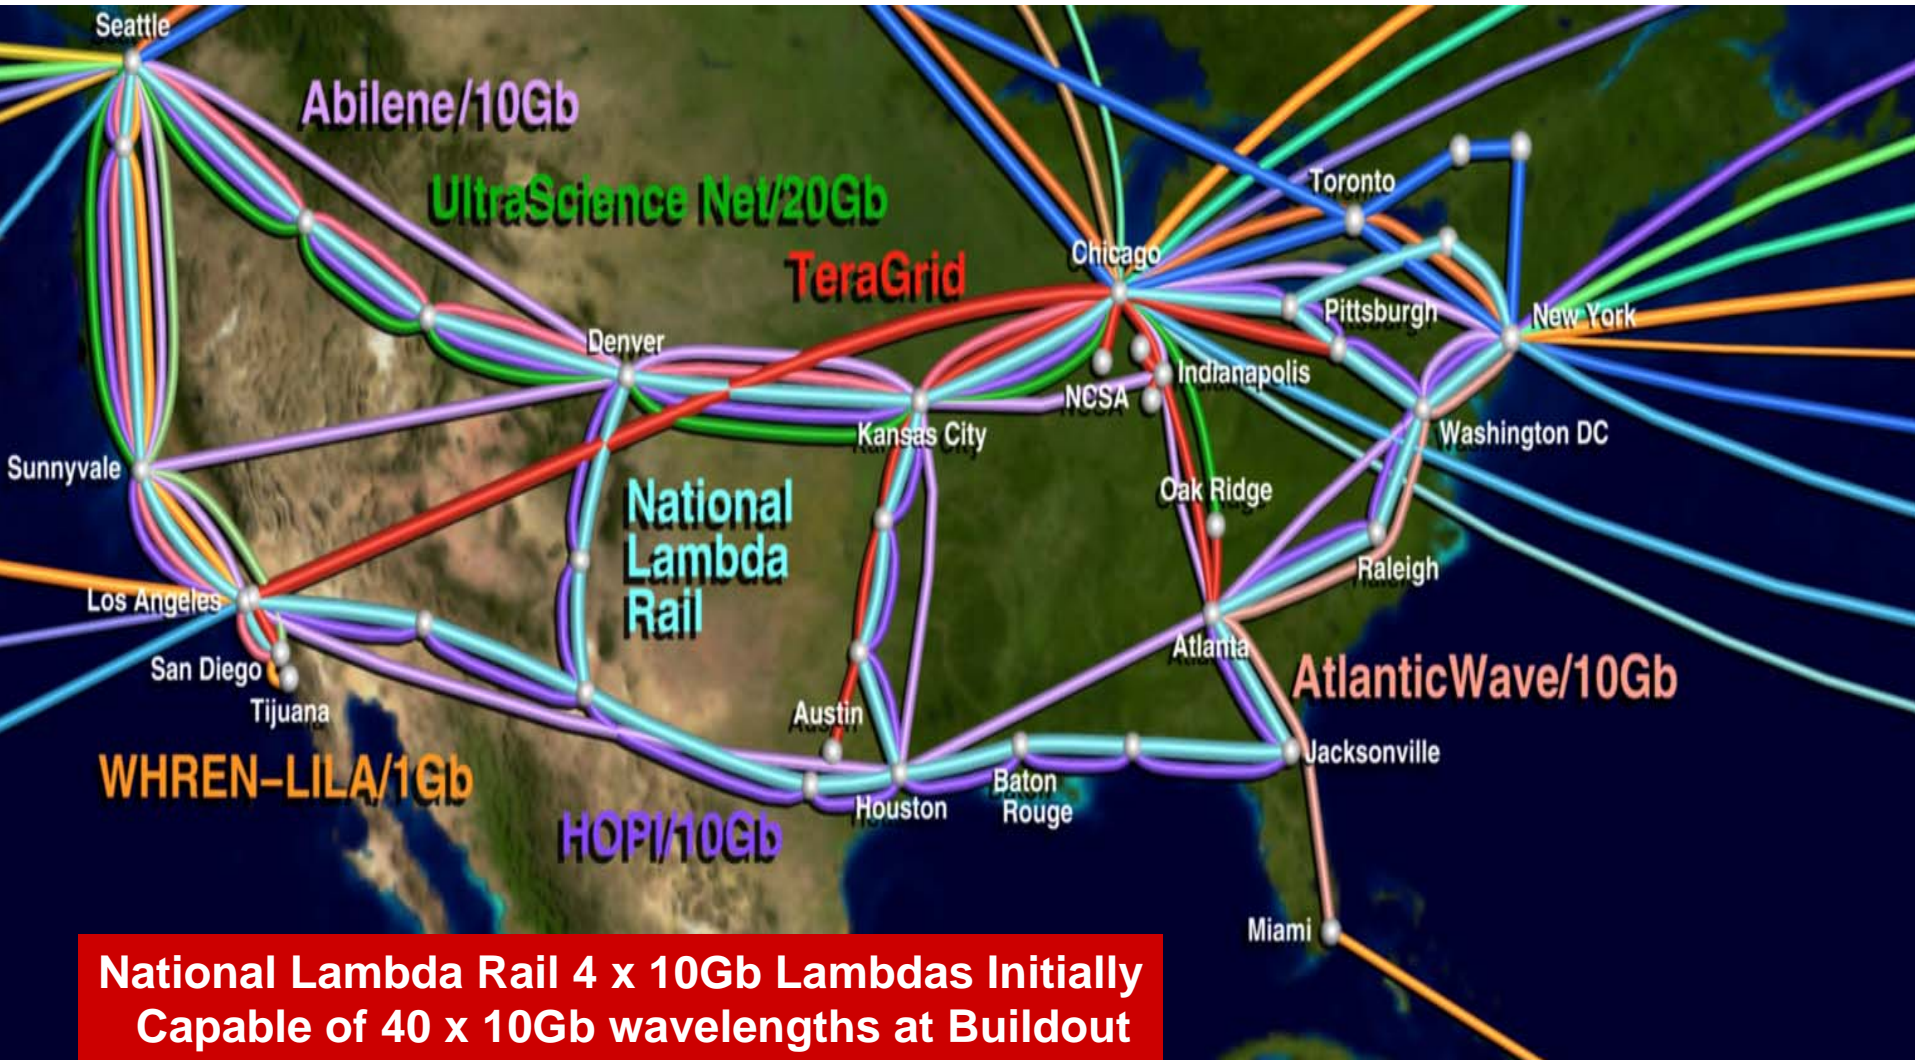 Seattle
Abilene/10Gb
UltraScience Net/20Gb
Toronto
TeraGrid
Chicago
Pittsburgh
New York
Denver
Indianapolis
NCSA
Kansas City
Washington DC
Sunnyvale
Oak Ridge
National
Lambda
Rail
Raleigh
Los Angeles
Atlanta
San Diego
AtlanticWave/10Gb
Tijuana
Austin
Jacksonville
WHREN–LILA/1Gb
Baton
Rouge
Houston
HOPI/10Gb
Miami
National Lambda Rail 4 x 10Gb Lambdas Initially
Capable of 40 x 10Gb wavelengths at Buildout